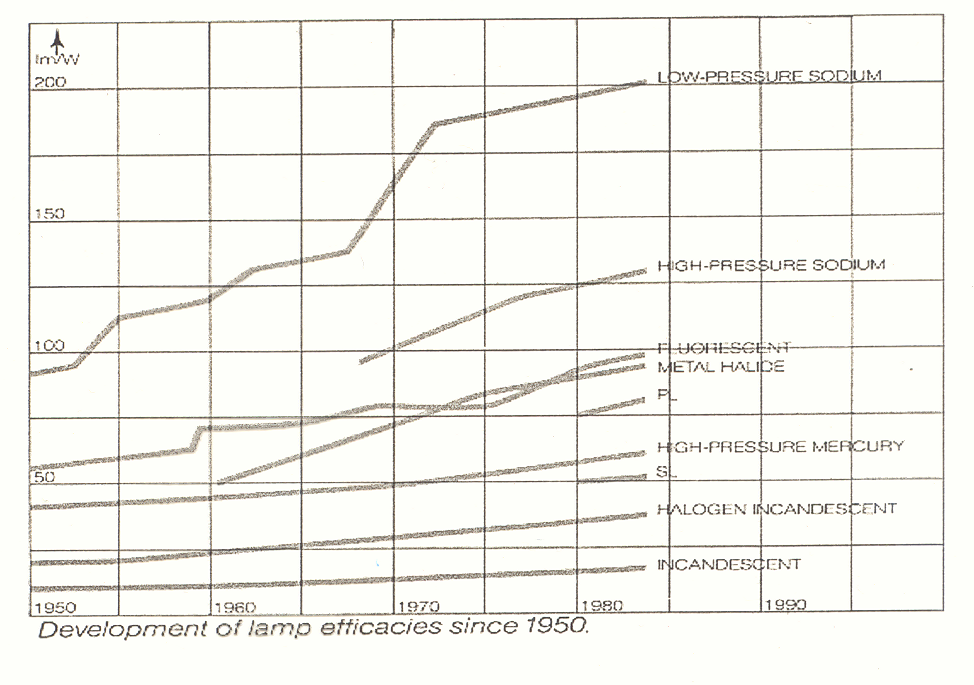 lm/W
200
LOW-PRESSURE SODIUM
150
HIGH-PRESSURE SODIUM
100
FLUORESCENT
METAL HALIDE
PL
HIGH-PRESSURE MERCURY
50
SL
HALOGEN INCANDESCENT
INCANDESCENT
1950 1960 1970 1980 1990
Development of lamp efficacies since 1950.